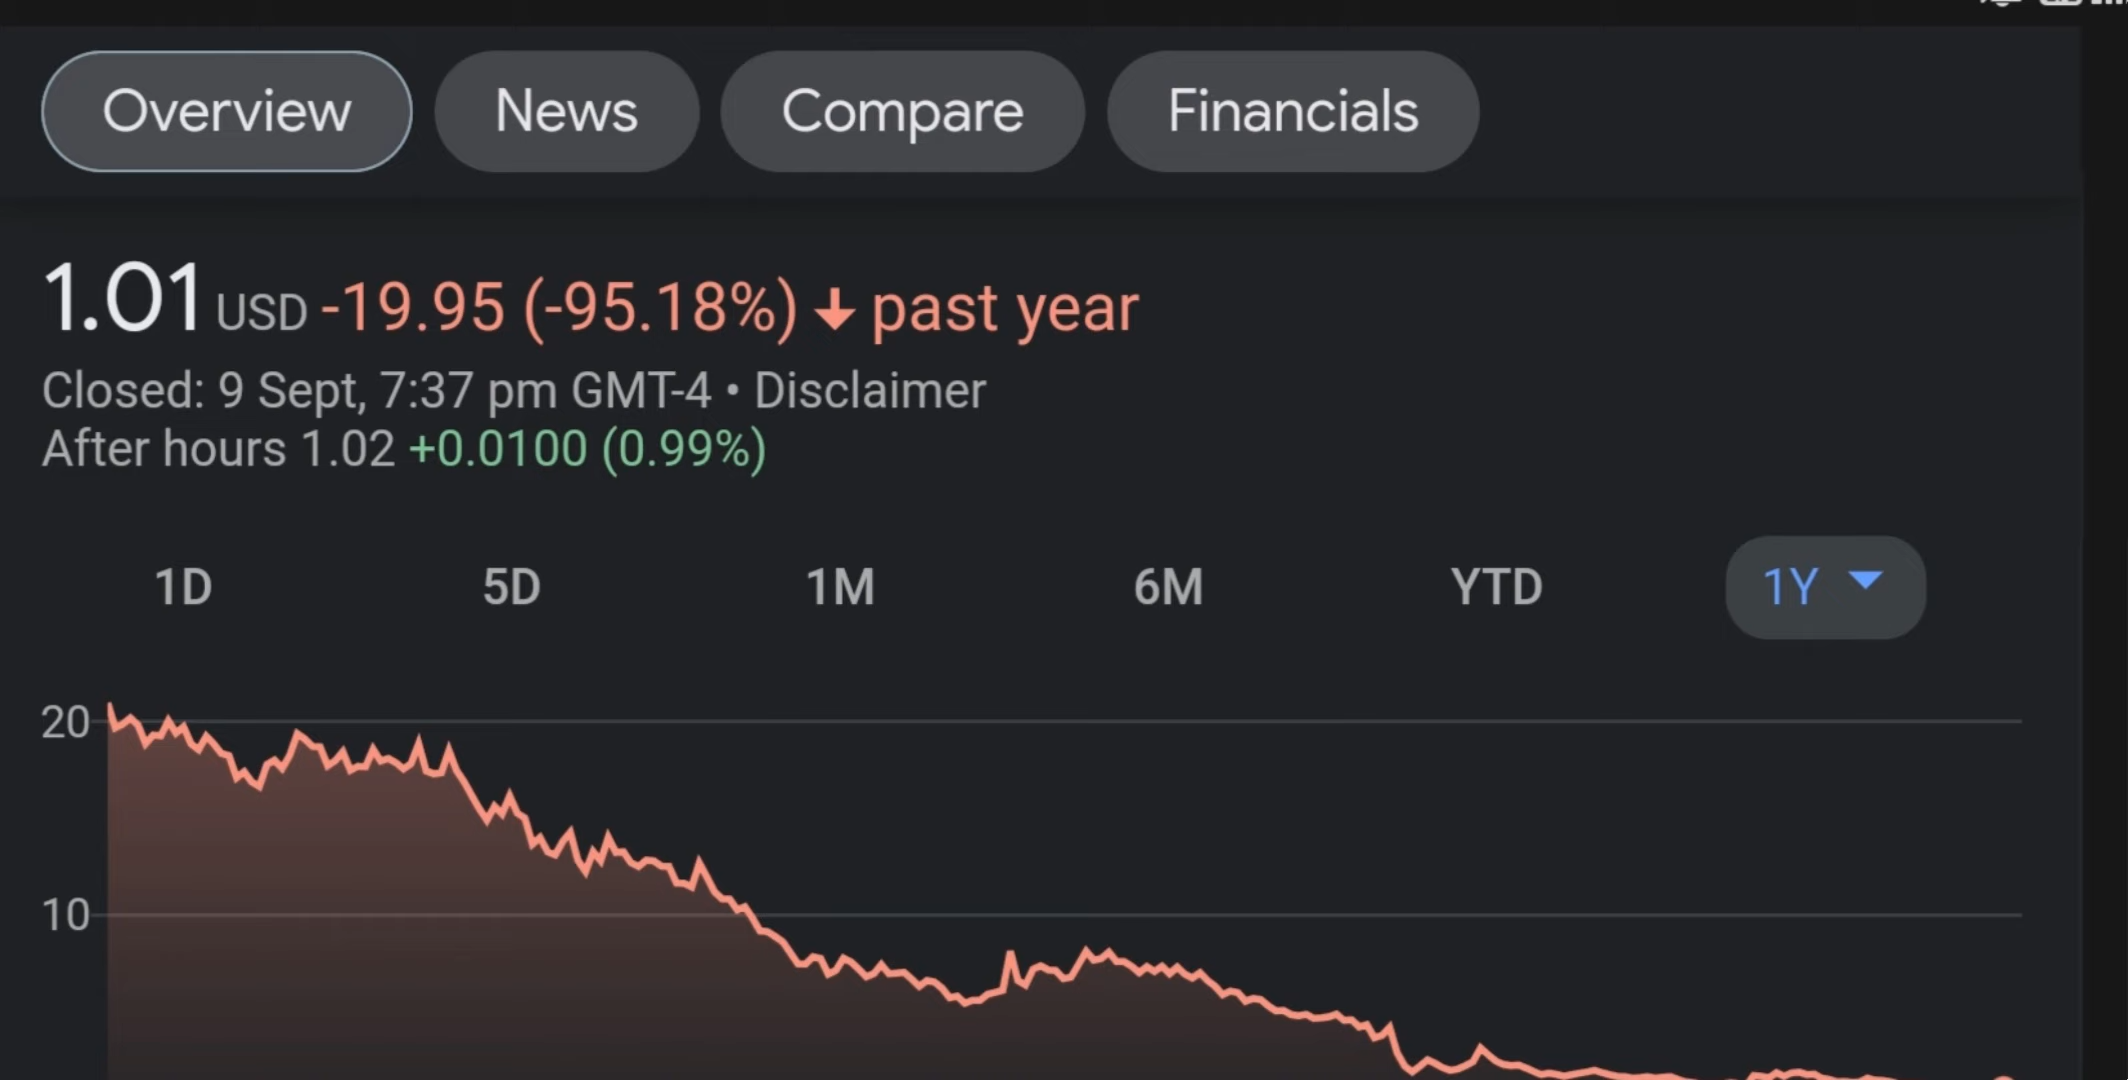 Overview News Compare Financials
1.01 USD -19.95 (-95.18%) ↓ past year
Closed: 9 Sept, 7:37 pm GMT-4 • Disclaimer
After hours 1.02 +0.0100 (0.99%)
1D 5D 1M 6M YTD 1Y
20
10